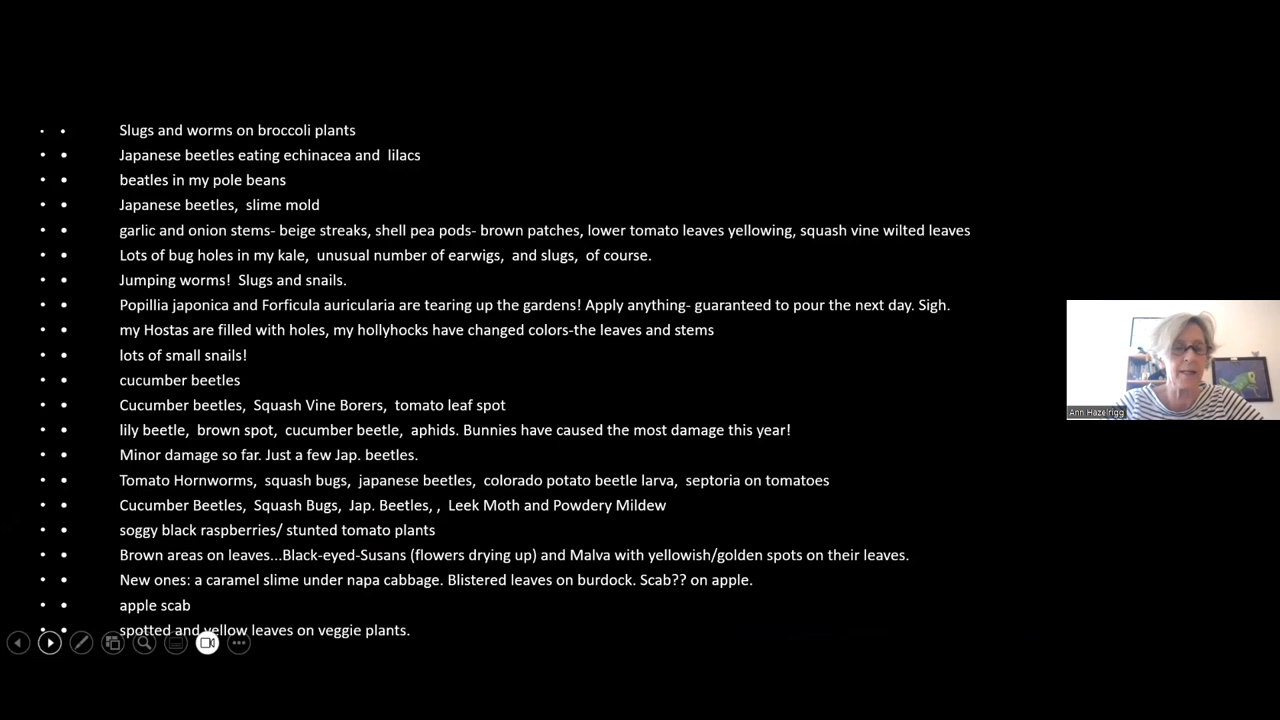 Slugs and worms on broccoli plants
Japanese beetles eating echinacea and lilacs
beatles in my pole beans
Japanese beetles, slime mold
garlic and onion stems- beige streaks, shell pea pods- brown patches, lower tomato leaves yellowing, squash vine wilted leaves
Lots of bug holes in my kale, unusual number of earwigs, and slugs, of course.
Jumping worms! Slugs and snails.
Popillia japonica and Forficula auricularia are tearing up the gardens! Apply anything- guaranteed to pour the next day. Sigh.
my Hostas are filled with holes, my hollyhocks have changed colors-the leaves and stems
lots of small snails!
cucumber beetles
Cucumber beetles, Squash Vine Borers, tomato leaf spot
lily beetle, brown spot, cucumber beetle, aphids. Bunnies have caused the most damage this year!
Minor damage so far. Just a few Jap. beetles.
Tomato Hornworms, squash bugs, japanese beetles, colorado potato beetle larva, septoria on tomatoes
Cucumber Beetles, Squash Bugs, Jap. Beetles, , Leek Moth and Powdery Mildew
soggy black raspberries/ stunted tomato plants
Brown areas on leaves...Black-eyed-Susans (flowers drying up) and Malva with yellowish/golden spots on their leaves.
New ones: a caramel slime under napa cabbage. Blistered leaves on burdock. Scab?? on apple.
apple scab
spotted and yellow leaves on veggie plants.
Ann Hazelrigg